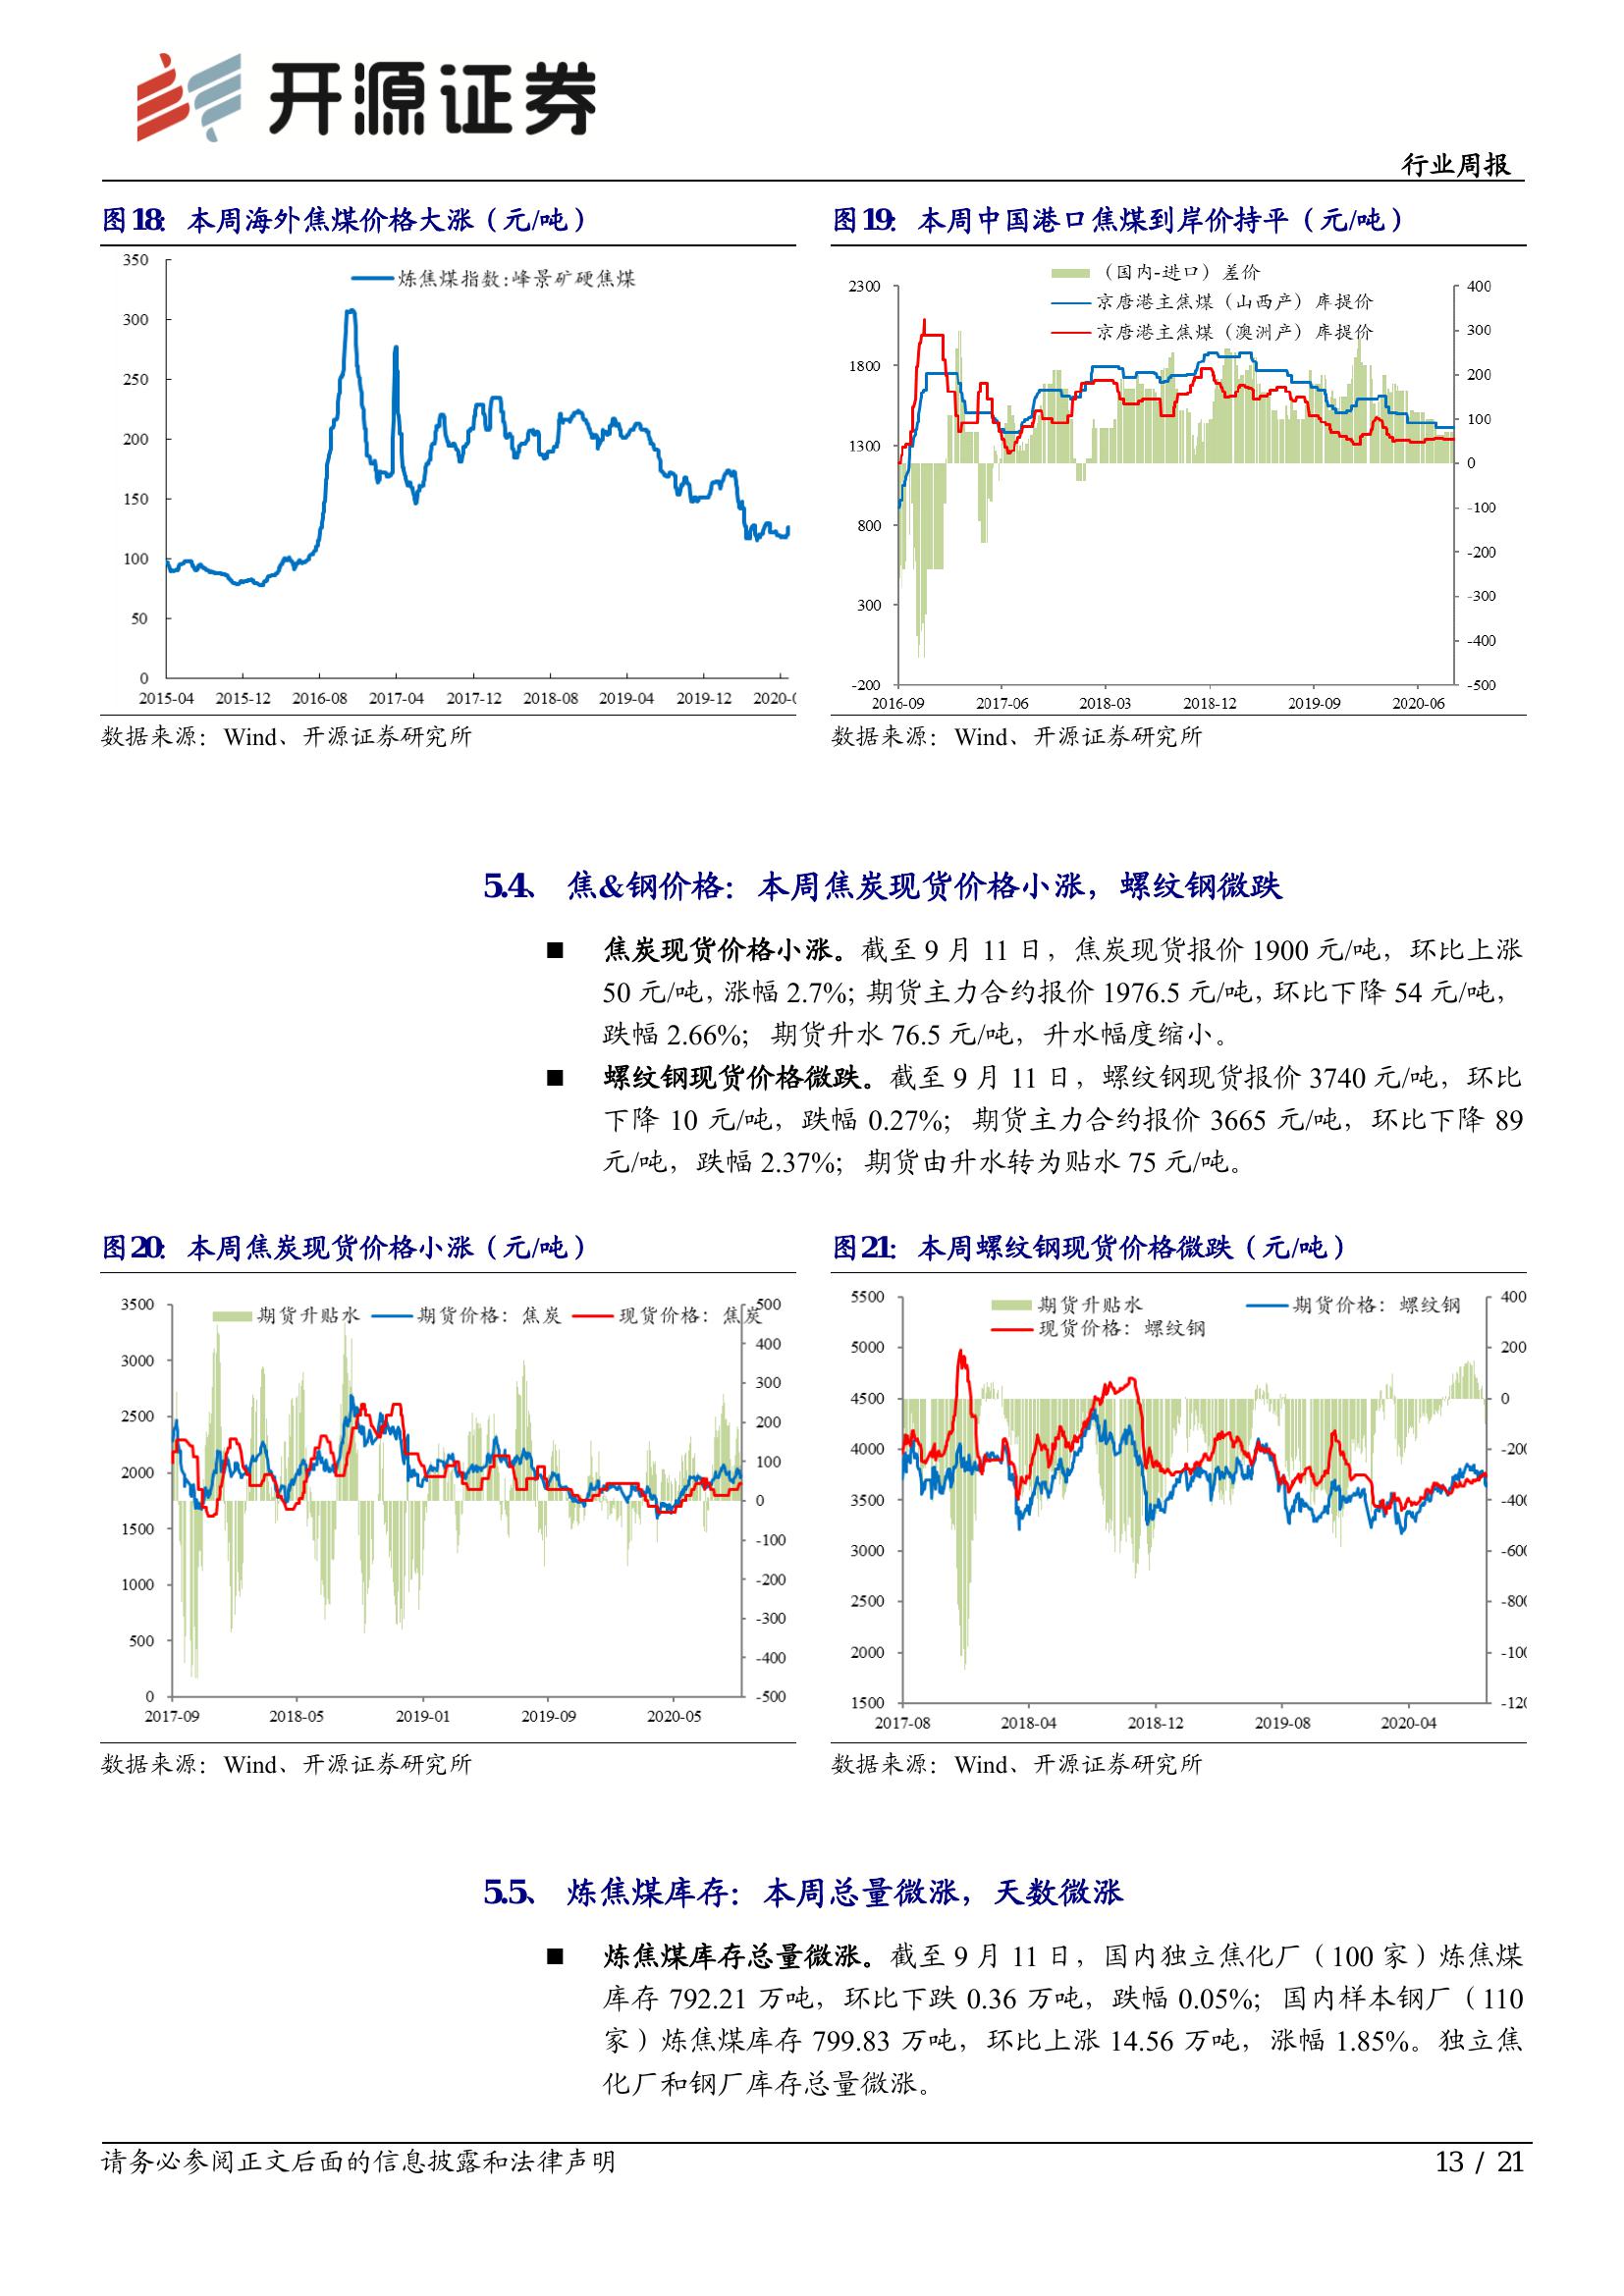 开源证券
行业周报
图18： 本周海外焦煤价格大涨（元/吨）
350
300
250
200
150
100
50
0
炼焦煤指数:峰景矿硬焦煤
2015-04 2015-12 2016-08 2017-04 2017-12 2018-08 2019-04 2019-12
数据来源：Wind、开源证券研究所
图19： 本周中国港口焦煤到岸价持平（元/吨）
（国内-进口）差价
京唐港主焦煤（山西产）库提价
京唐港主焦煤（澳洲产）库提价
2300
1800
1300
800
300
-200
400
300
200
100
0
-100
-200
-300
-400
-500
2016-09 2017-06 2018-03 2018-12 2019-09 2020-06
数据来源：Wind、开源证券研究所
5.4、 焦&钢价格：本周焦炭现货价格小涨，螺纹钢微跌
■ 焦炭现货价格小涨。截至 9 月 11 日，焦炭现货报价 1900 元/吨，环比上涨
50 元/吨，涨幅 2.7%；期货主力合约报价 1976.5 元/吨，环比下降 54 元/吨，
跌幅 2.66%；期货升水 76.5 元/吨，升水幅度缩小。
■ 螺纹钢现货价格微跌。截至 9 月 11 日，螺纹钢现货报价 3740 元/吨，环比
下降 10 元/吨，跌幅 0.27%；期货主力合约报价 3665 元/吨，环比下降 89
元/吨，跌幅 2.37%；期货由升水转为贴水 75 元/吨。
图20： 本周焦炭现货价格小涨（元/吨）
期货升贴水 期货价格：焦炭 现货价格：焦炭
3500
3000
2500
2000
1500
1000
500
0
500
400
300
200
100
0
-100
-200
-300
-400
-500
2017-09 2018-05 2019-01 2019-09 2020-05
数据来源：Wind、开源证券研究所
图21： 本周螺纹钢现货价格微跌（元/吨）
期货升贴水 期货价格：螺纹钢
现货价格：螺纹钢
5500
5000
4500
4000
3500
3000
2500
2000
1500
400
200
0
-200
-400
2017-08 2018-04 2018-12 2019-08 2020-04
数据来源：Wind、开源证券研究所
5.5、 炼焦煤库存：本周总量微涨，天数微涨
■ 炼焦煤库存总量微涨。截至 9 月 11 日，国内独立焦化厂（100 家）炼焦煤
库存 792.21 万吨，环比下跌 0.36 万吨，跌幅 0.05%；国内样本钢厂（110
家）炼焦煤库存 799.83 万吨，环比上涨 14.56 万吨，涨幅 1.85%。独立焦
化厂和钢厂库存总量微涨。
请务必参阅正文后面的信息披露和法律声明
13 / 21